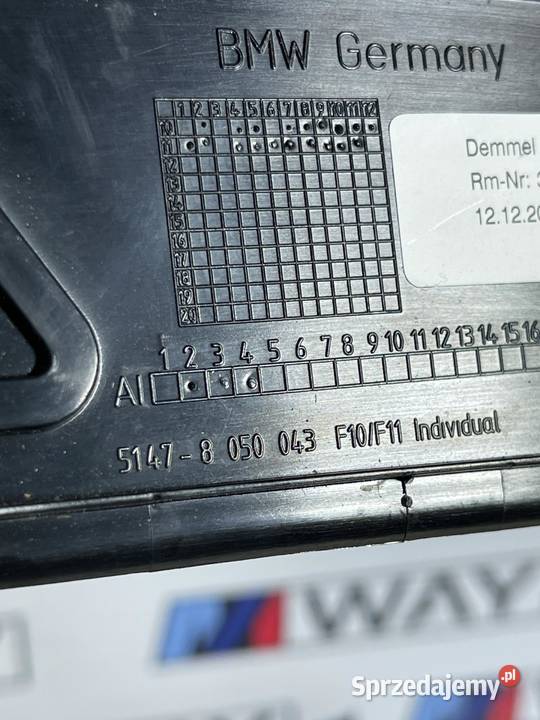 BMW Germany
1 2 3 4 5 6 7 8 9 10 11 12
10
11
12
13
14
15
16
17
18
19
20
Demmel
Rm-Nr:
12.12.20
1 2 3 4 5 6 7 8 9 10 11 12 13 14 15 16
AI
5147-8 050 043 F10/F11 Individual
WAY
Sprzedajemy.pl